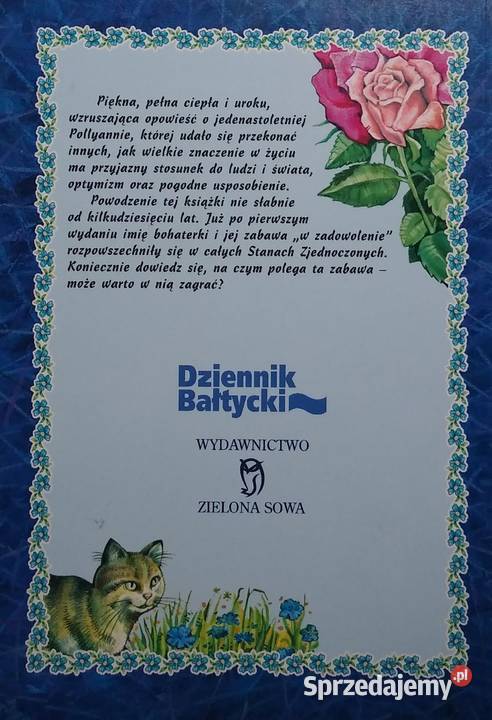 Piękna, pełna ciepła i uroku,
wzruszająca opowieść o jedenastoletniej
Pollyannie, której udało się przekonać
innych, jak wielkie znaczenie w życiu
ma przyjazny stosunek do ludzi i świata,
optymizm oraz pogodne usposobienie.
Powodzenie tej książki nie słabnie
od kilkudziesięciu lat. Już po pierwszym
wydaniu imię bohaterki i jej zabawa „w zadowolenie”
rozpowszechniły się w całych Stanach Zjednoczonych.
Koniecznie dowiedz się, na czym polega ta zabawa –
może warto w nią zagrać?
Dziennik
Bałtycki
WYDAWNICTWO
ZIELONA SOWA
Sprzedajemy.pl